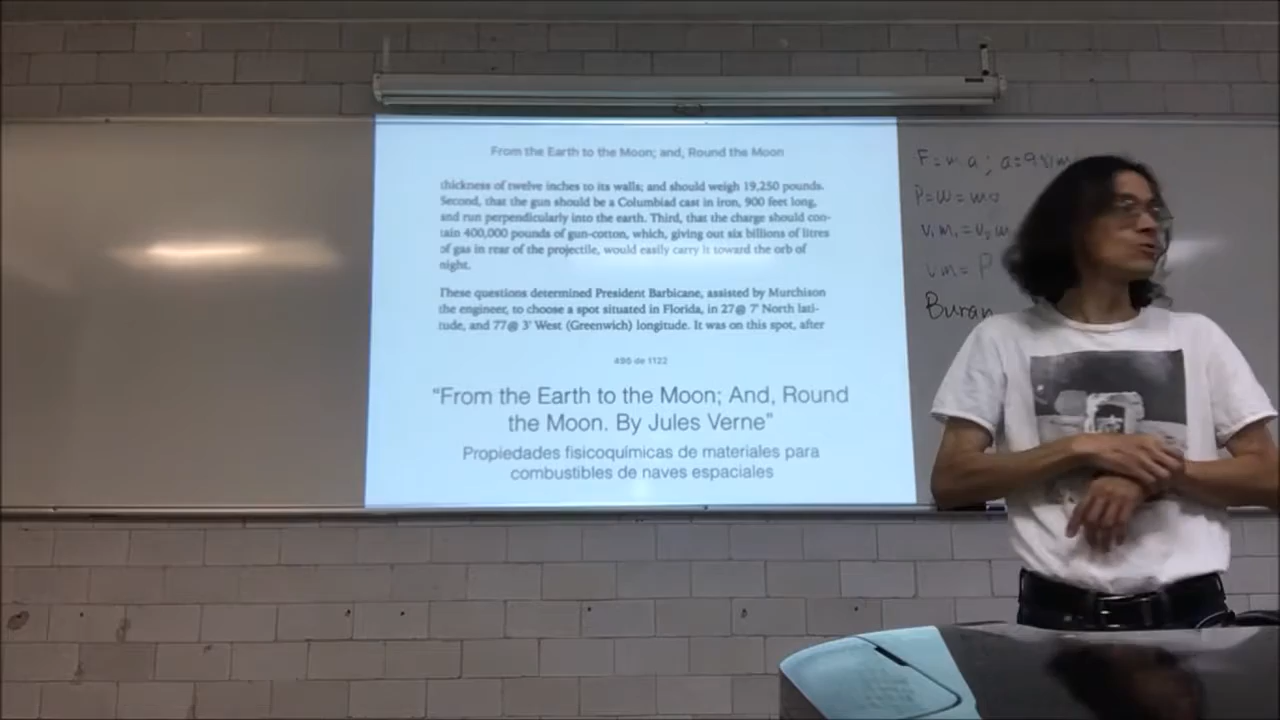 From the Earth to the Moon; and, Round the Moon
thickness of twelve inches to its walls; and should weigh 19,250 pounds.
Second, that the gun should be a Columbiad cast in iron, 900 feet long,
and run perpendicularly into the earth. Third, that the charge should con-
tain 400,000 pounds of gun-cotton, which, giving out six billions of litres
of gas in rear of the projectile, would easily carry it toward the orb of
night.
These questions determined President Barbicane, assisted by Murchison
the engineer, to choose a spot situated in Florida, in 27@ 7' North lati-
tude, and 77@ 3' West (Greenwich) longitude. It was on this spot, after
496 de 1122
"From the Earth to the Moon; And, Round
the Moon. By Jules Verne"
Propiedades fisicoquímicas de materiales para
combustibles de naves espaciales
F=ma;
vm = P
Buran